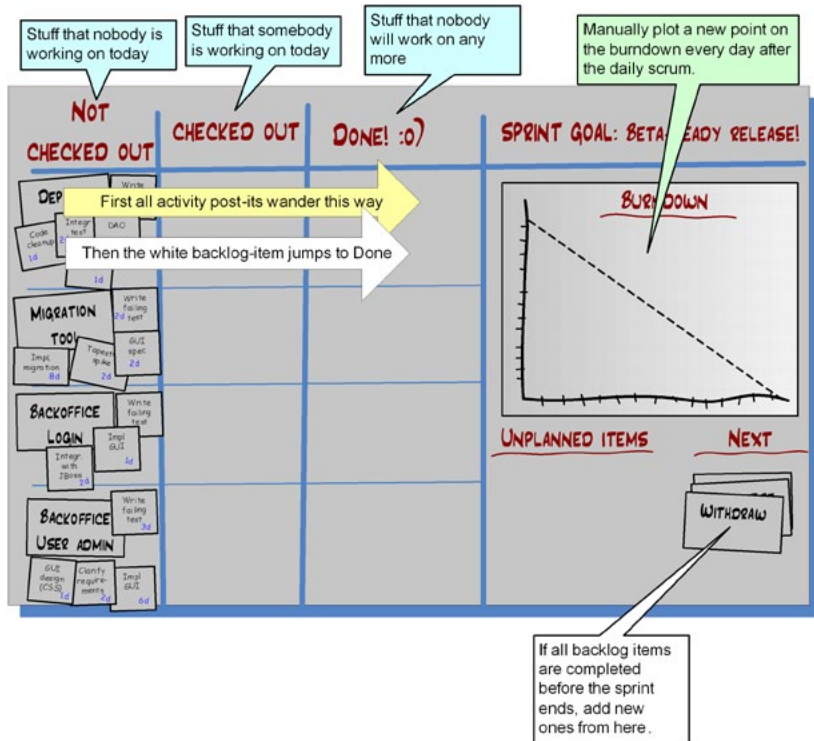 Stuff that nobody is
working on today
Stuff that somebody
is working on today
Stuff that nobody
will work on any
more
Manually plot a new point on
the burndown every day after
the daily scrum.
NOT
CHECKED OUT
CHECKED OUT
DONE! :o)
SPRINT GOAL: BETA-READY RELEASE!
DEP
Write
First all activity post-its wander this way
Code
cleanup
1d
Integr.
test
DAO
Then the white backlog-item jumps to Done
1d
BURNDOWN
MIGRATION
TOOL
Write
failing
test
2d
GUI
spec
2d
Impl.
migration
8d
spike
2d
BACKOFFICE
LOGIN
Write
failing
test
Impl
GUI
1d
Integr.
with
JBoss
2d
UNPLANNED ITEMS
NEXT
WITHDRAW
BACKOFFICE
USER ADMIN
Write
failing
test
3d
GUI
design
(CSS)
1d
Clarify
require-
ments
2d
Impl
GUI
6d
If all backlog items
are completed
before the sprint
ends, add new
ones from here.